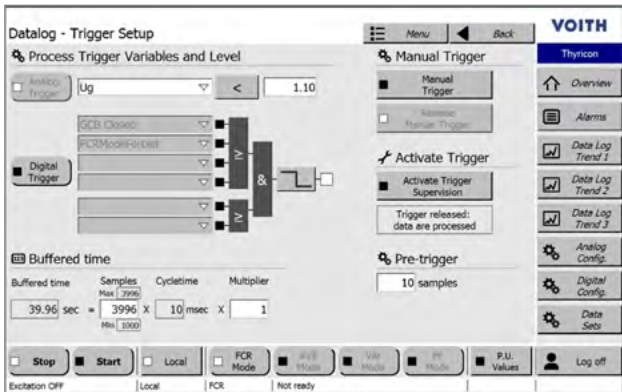 Datalog - Trigger Setup
Menu
Back
VOITH
Process Trigger Variables and Level
Manual Trigger
Thyricon
Analog
Trigger
Ug
<
1.10
Manual
Trigger
Overview
Remove
Manual Trigger
GCB Closed
Alarms
FCRModeForced
Digital
Trigger
≥
&
≥
Activate Trigger
Activate Trigger
Supervision
Trigger released:
data are processed
Data Log
Trend 1
Data Log
Trend 2
Data Log
Trend 3
Buffered time
Pre-trigger
Analog
Config.
Buffered time
Samples
Cycletime
Multiplier
Max 3996
39.96 sec = 3996 X 10 msec X 1
Min 1000
10 samples
Digital
Config.
Data
Sets
Stop
Start
Local
FCR
Mode
AVR
Mode
VAr
Mode
PF
Mode
P.U.
Values
Log off
Excitation OFF
Local
FCR
Not ready